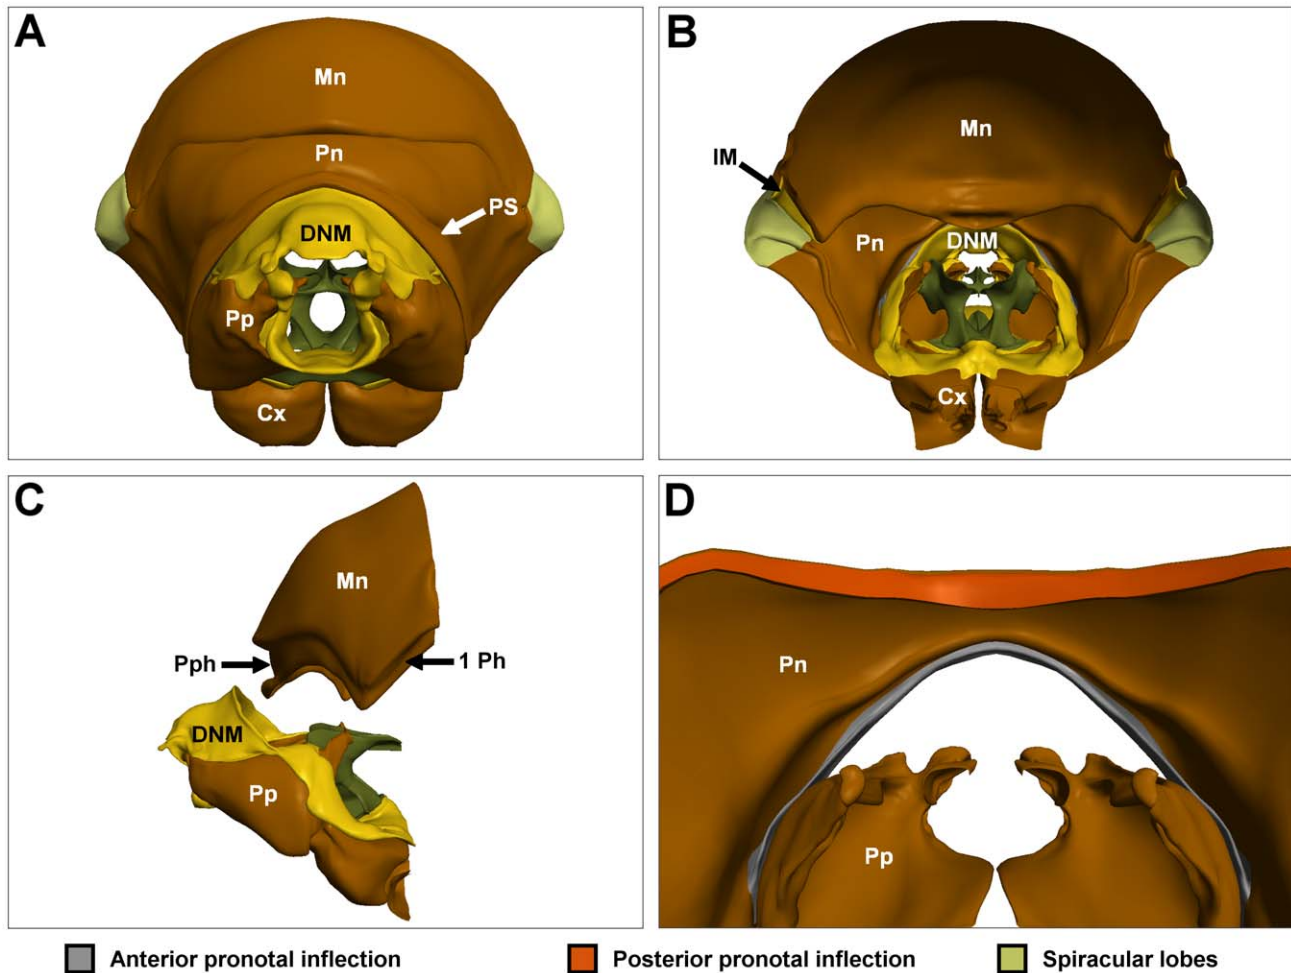 A
Mn
Pn
PS
DNM
Pp
Cx
B
Mn
IM
Pn
DNM
Cx
C
Mn
Pph
1 Ph
DNM
Pp
D
Pn
Pp
Anterior pronotal inflection
Posterior pronotal inflection
Spiracular lobes